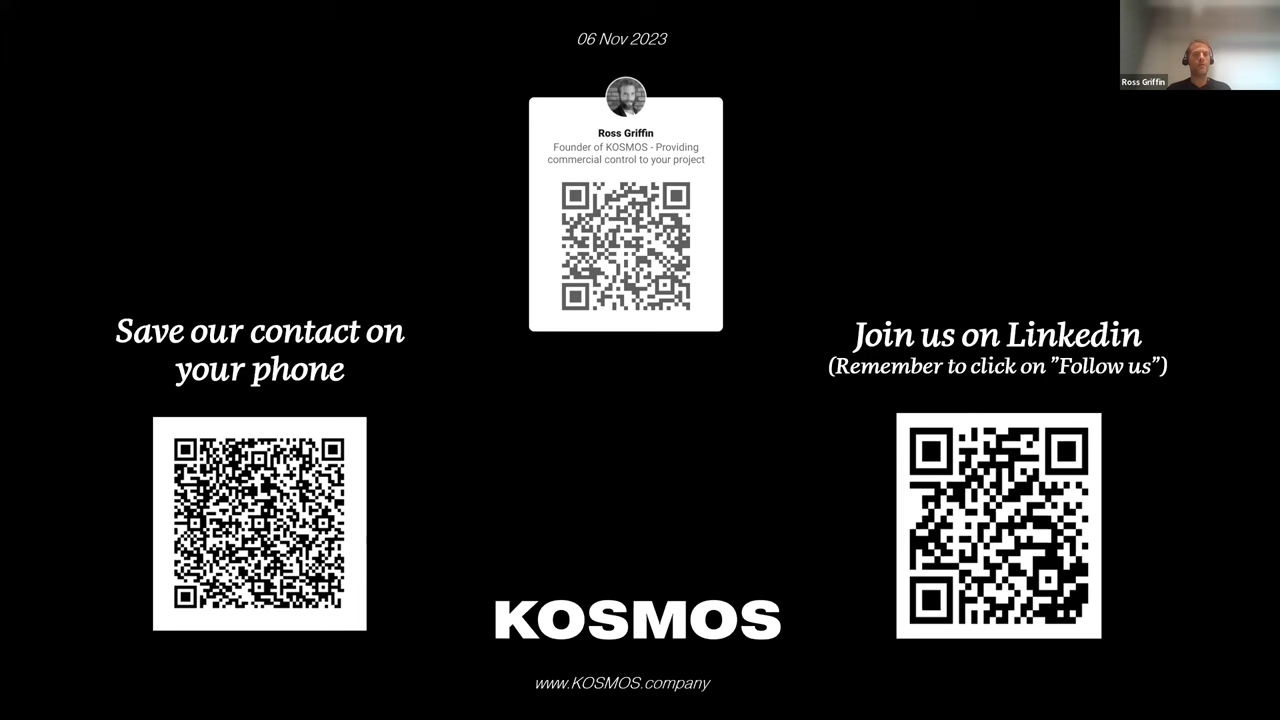 06 Nov 2023
Ross Griffin
Ross Griffin
Founder of KOSMOS - Providing
commercial control to your project
Save our contact on
your phone
Join us on Linkedin
(Remember to click on ”Follow us”)
KOSMOS
www.KOSMOS.company